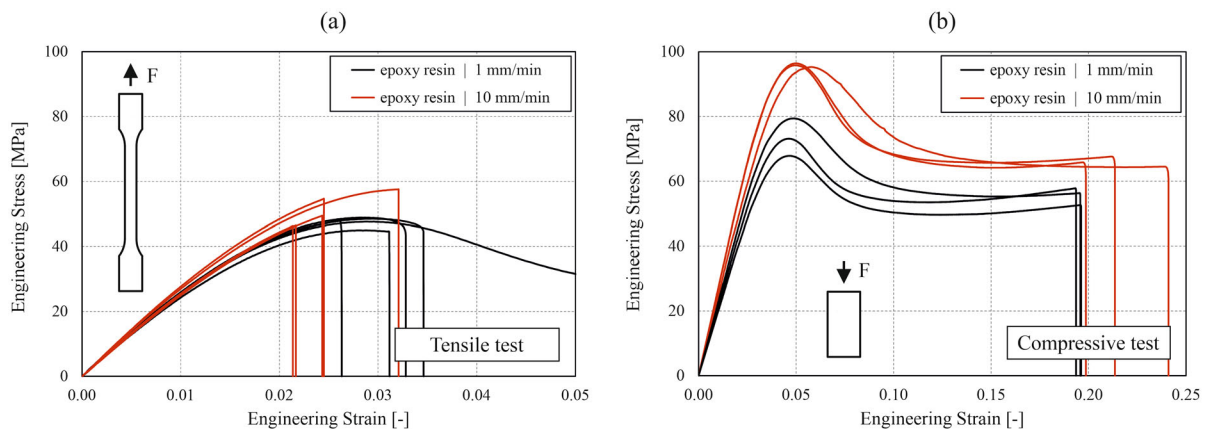 (a)
100
80
60
40
20
0
Engineering Stress [MPa]
F
epoxy resin | 1 mm/min
epoxy resin | 10 mm/min
Tensile test
0.00 0.01 0.02 0.03 0.04 0.05
Engineering Strain [-]
(b)
100
80
60
40
20
0
Engineering Stress [MPa]
epoxy resin | 1 mm/min
epoxy resin | 10 mm/min
F
Compressive test
0.00 0.05 0.10 0.15 0.20 0.25
Engineering Strain [-]